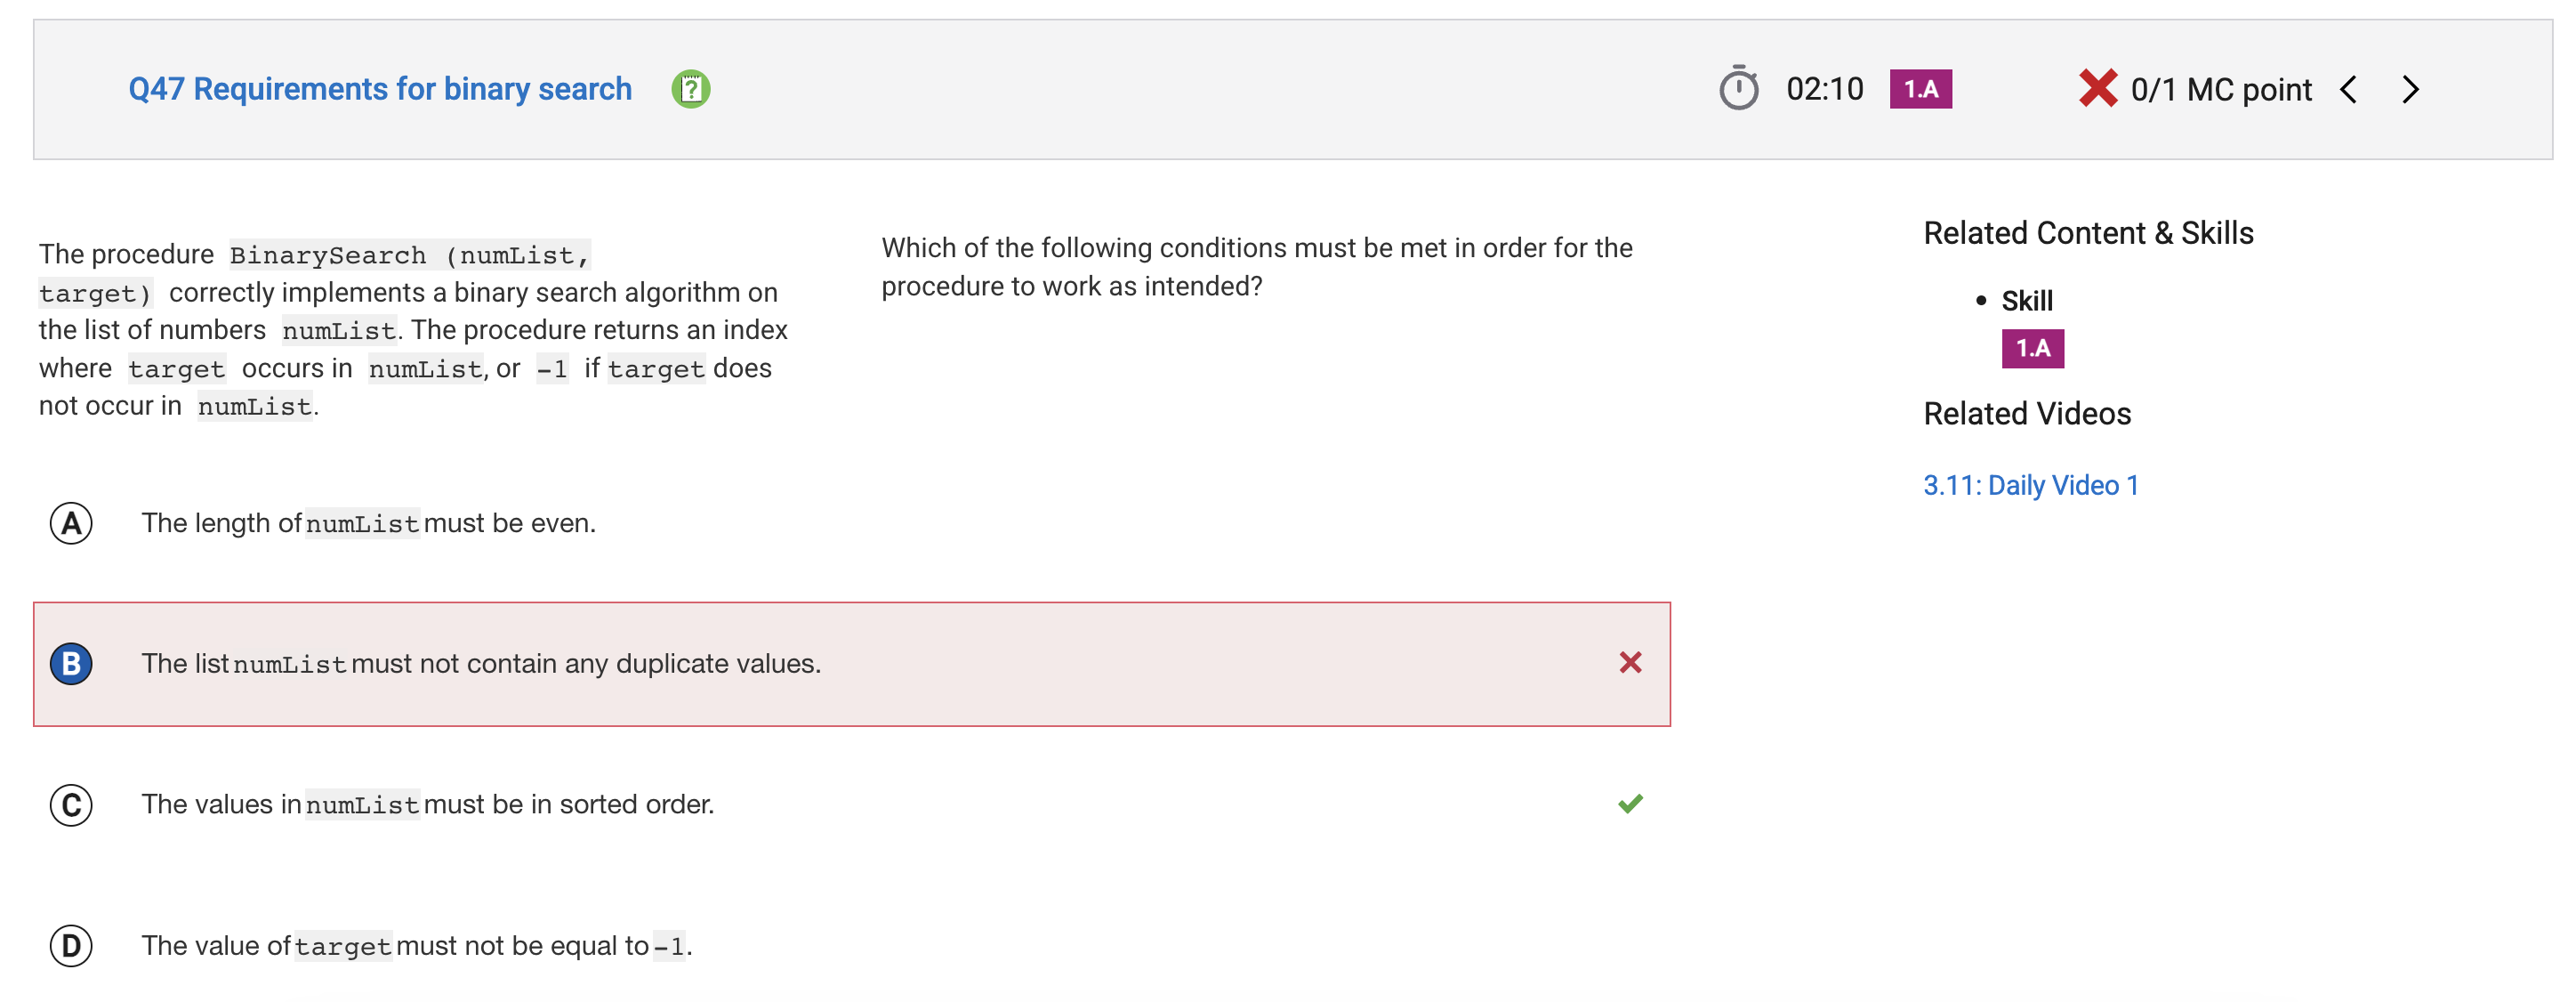 Q47 Requirements for binary search
02:10
1.A
0/1 MC point
The procedure BinarySearch (numList,
target) correctly implements a binary search algorithm on
the list of numbers numList. The procedure returns an index
where target occurs in numList, or -1 if target does
not occur in numList.
Which of the following conditions must be met in order for the
procedure to work as intended?
A The length of numList must be even.
B The list numList must not contain any duplicate values.
C The values in numList must be in sorted order.
D The value of target must not be equal to -1.
Related Content & Skills
• Skill
1.A
Related Videos
3.11: Daily Video 1